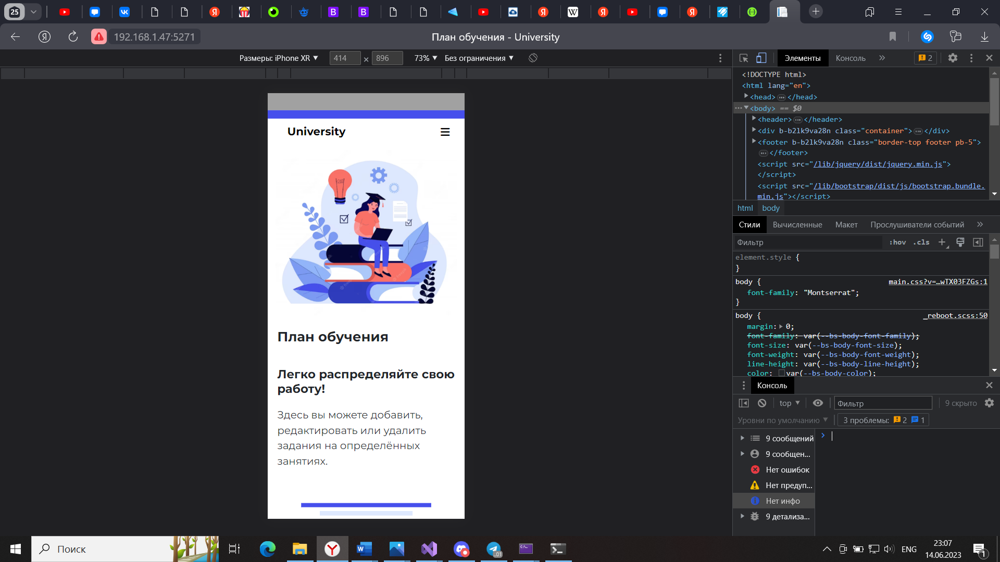 25
192.168.1.47:5271
План обучения - University
Размеры: iPhone XR ▼
414 × 896
73% ▼
Без ограничения ▼
Элементы
Консоль
»
2
<!DOCTYPE html>
<html lang="en">
<head>…</head>
<body> == $0
<header>…</header>
<div b-b2lk9va28n class="container">…</div>
<footer b-b2lk9va28n class="border-top footer pb-5">
…</footer>
<script src="/lib/jquery/dist/jquery.min.js">
</script>
<script src="/lib/bootstrap/dist/js/bootstrap.bundle.
min.js"></script>
html body
Стили
Вычисленные
Макет
Прослушиватели событий
»
Фильтр
:hov .cls
element.style {
}
body {
main.css?v=…wTX03FZGs:1
font-family: "Montserrat";
}
body {
_reboot.scss:50
margin: 0;
font-family: var(--bs-body-font-family);
font-size: var(--bs-body-font-size);
font-weight: var(--bs-body-font-weight);
line-height: var(--bs-body-line-height);
color: var(--bs-body-color);
Консоль
top ▼
Фильтр
9 скрыто
Уровни по умолчанию ▼
3 проблемы: 2 1
9 сообщений
9 сообщен...
Нет ошибок
Нет предуп...
Нет инфо
9 детализа...
University
План обучения
Легко распределяйте свою
работу!
Здесь вы можете добавить,
редактировать или удалить
задания на определённых
занятиях.
Поиск
ENG
23:07
14.06.2023
1